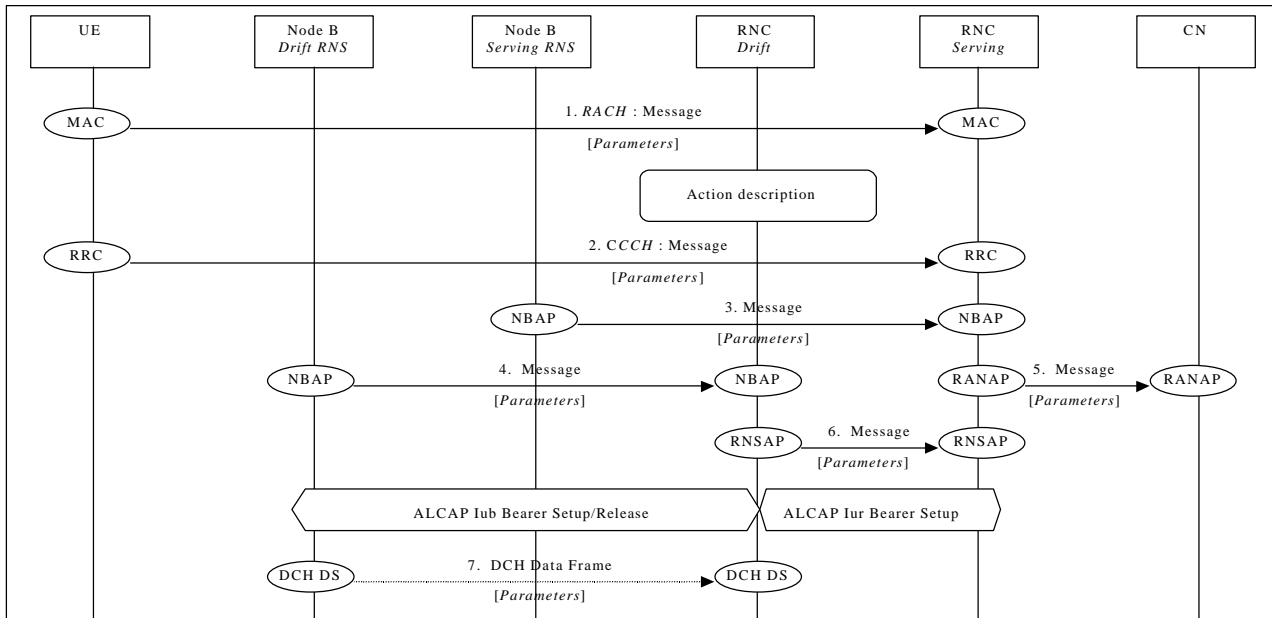 UE
Node B
Drift RNS
Node B
Serving RNS
RNC
Drift
RNC
Serving
CN
MAC
1. RACH : Message
[Parameters]
MAC
Action description
RRC
2. CCCH : Message
[Parameters]
RRC
NBAP
3. Message
[Parameters]
NBAP
NBAP
4. Message
[Parameters]
NBAP
RANAP
5. Message
[Parameters]
RANAP
RNSAP
6. Message
[Parameters]
RNSAP
ALCAP Iub Bearer Setup/Release
ALCAP Iur Bearer Setup
DCH DS
7. DCH Data Frame
[Parameters]
DCH DS